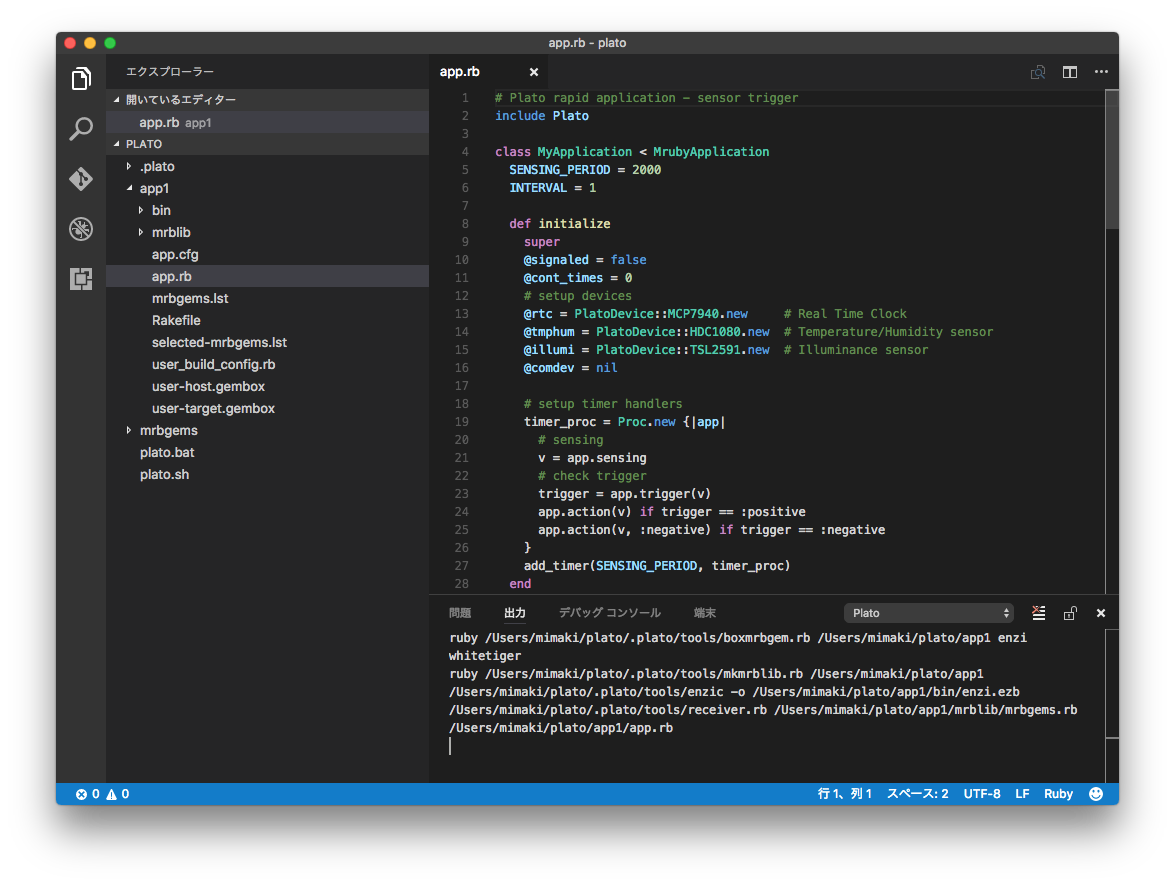 app.rb - plato
エクスプローラー
開いているエディター
app.rb app1
PLATO
.plato
app1
bin
mrblib
app.cfg
app.rb
mrbgems.lst
Rakefile
selected-mrbgems.lst
user_build_config.rb
user-host.gembox
user-target.gembox
mrbgems
plato.bat
plato.sh
app.rb
1 # Plato rapid application - sensor trigger
2 include Plato
3
4 class MyApplication < MrubyApplication
5 SENSING_PERIOD = 2000
6 INTERVAL = 1
7
8 def initialize
9 super
10 @signaled = false
11 @cont_times = 0
12 # setup devices
13 @rtc = PlatoDevice::MCP7940.new # Real Time Clock
14 @tmphum = PlatoDevice::HDC1080.new # Temperature/Humidity sensor
15 @illumi = PlatoDevice::TSL2591.new # Illuminance sensor
16 @comdev = nil
17
18 # setup timer handlers
19 timer_proc = Proc.new {|app|
20 # sensing
21 v = app.sensing
22 # check trigger
23 trigger = app.trigger(v)
24 app.action(v) if trigger == :positive
25 app.action(v, :negative) if trigger == :negative
26 }
27 add_timer(SENSING_PERIOD, timer_proc)
28 end
問題 出力 デバッグ コンソール 端末 Plato
ruby /Users/mimaki/plato/.plato/tools/boxmrbgem.rb /Users/mimaki/plato/app1 enzi
whitetiger
ruby /Users/mimaki/plato/.plato/tools/mkmrblib.rb /Users/mimaki/plato/app1
/Users/mimaki/plato/.plato/tools/enzic -o /Users/mimaki/plato/app1/bin/enzi.ezb
/Users/mimaki/plato/.plato/tools/receiver.rb /Users/mimaki/plato/app1/mrblib/mrbgems.rb
/Users/mimaki/plato/app1/app.rb
0 0 行 1、列 1 スペース: 2 UTF-8 LF Ruby